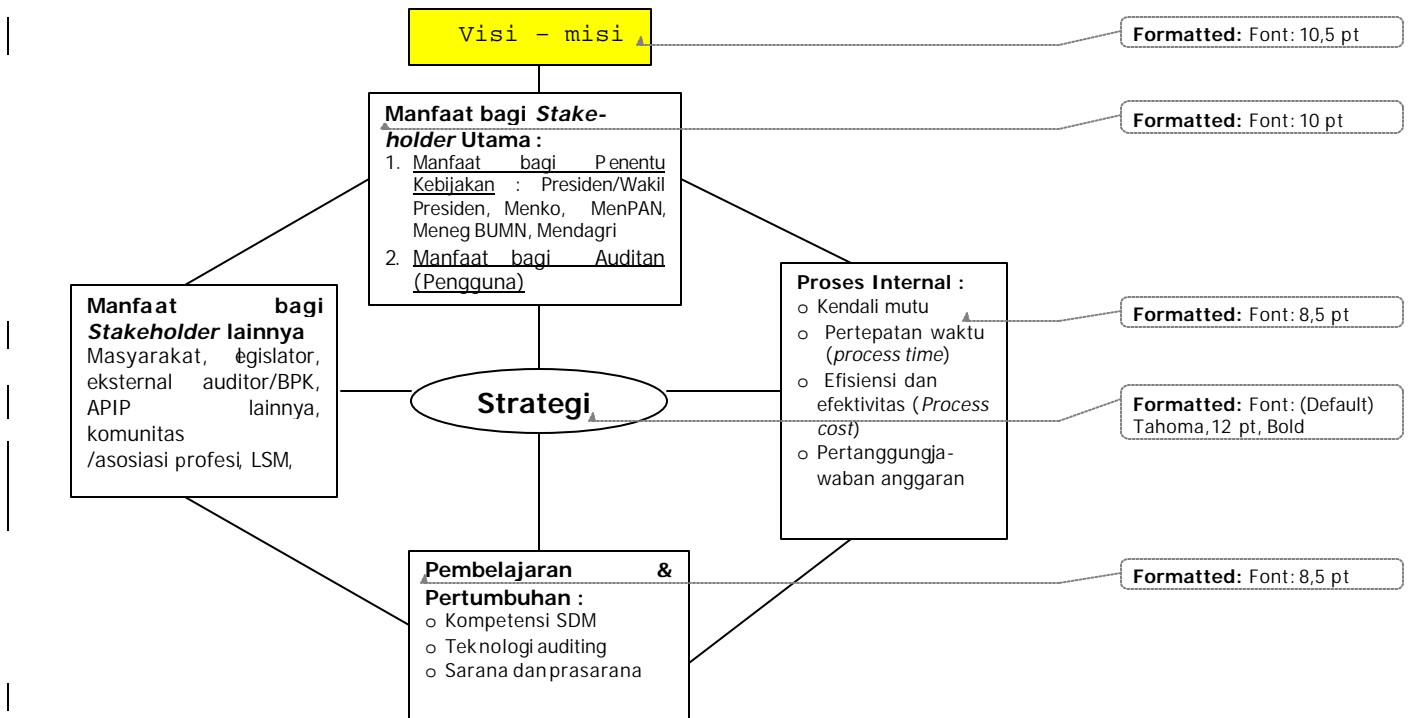 Visi – misi
Manfaat bagi Stake-
holder Utama :
1. Manfaat bagi Penentu
Kebijakan : Presiden/Wakil
Presiden, Menko, MenPAN,
Meneg BUMN, Mendagri
2. Manfaat bagi Auditan
(Pengguna)
Manfaat bagi
Stakeholder lainnya
Masyarakat, legislator,
eksternal auditor/BPK,
APIP lainnya,
komunitas
/asosiasi profesi, LSM,
Strategi
Proses Internal :
o Kendali mutu
o Pertepatan waktu
(process time)
o Efisiensi dan
efektivitas (Process
cost)
o Pertanggungja-
waban anggaran
Pembelajaran &
Pertumbuhan :
o Kompetensi SDM
o Teknologi auditing
o Sarana dan prasarana
Formatted: Font: 10,5 pt
Formatted: Font: 10 pt
Formatted: Font: 8,5 pt
Formatted: Font: (Default)
Tahoma, 12 pt, Bold
Formatted: Font: 8,5 pt